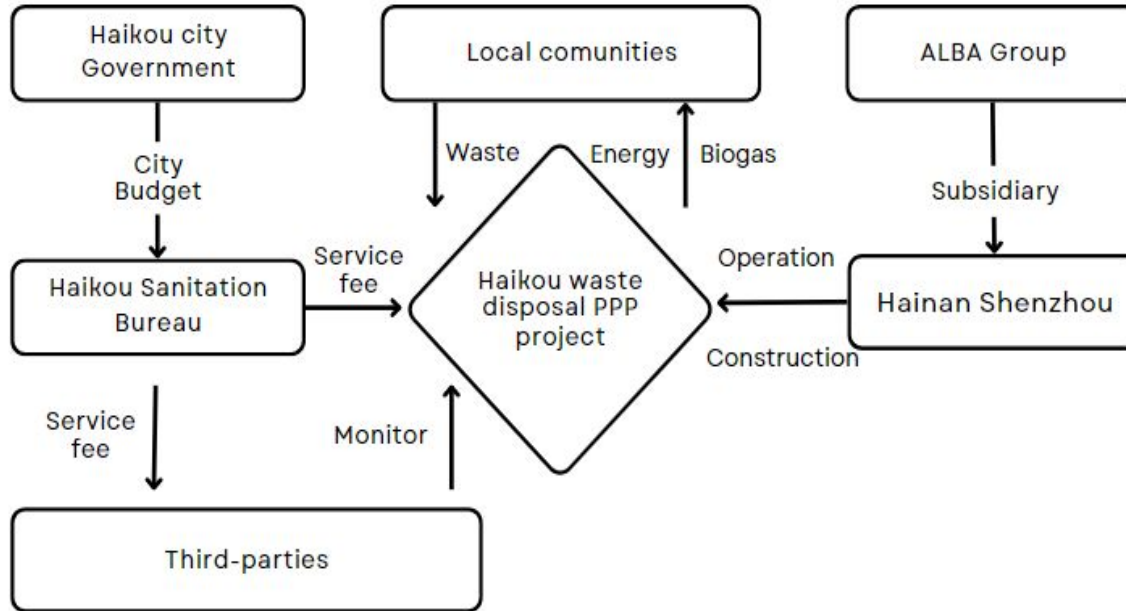 Haikou city
Government
Local comunities
ALBA Group
City
Budget
Waste
Energy
Biogas
Subsidiary
Haikou Sanitation
Bureau
Service
fee
Haikou waste
disposal PPP
project
Operation
Construction
Hainan Shenzhou
Service
fee
Monitor
Third-parties